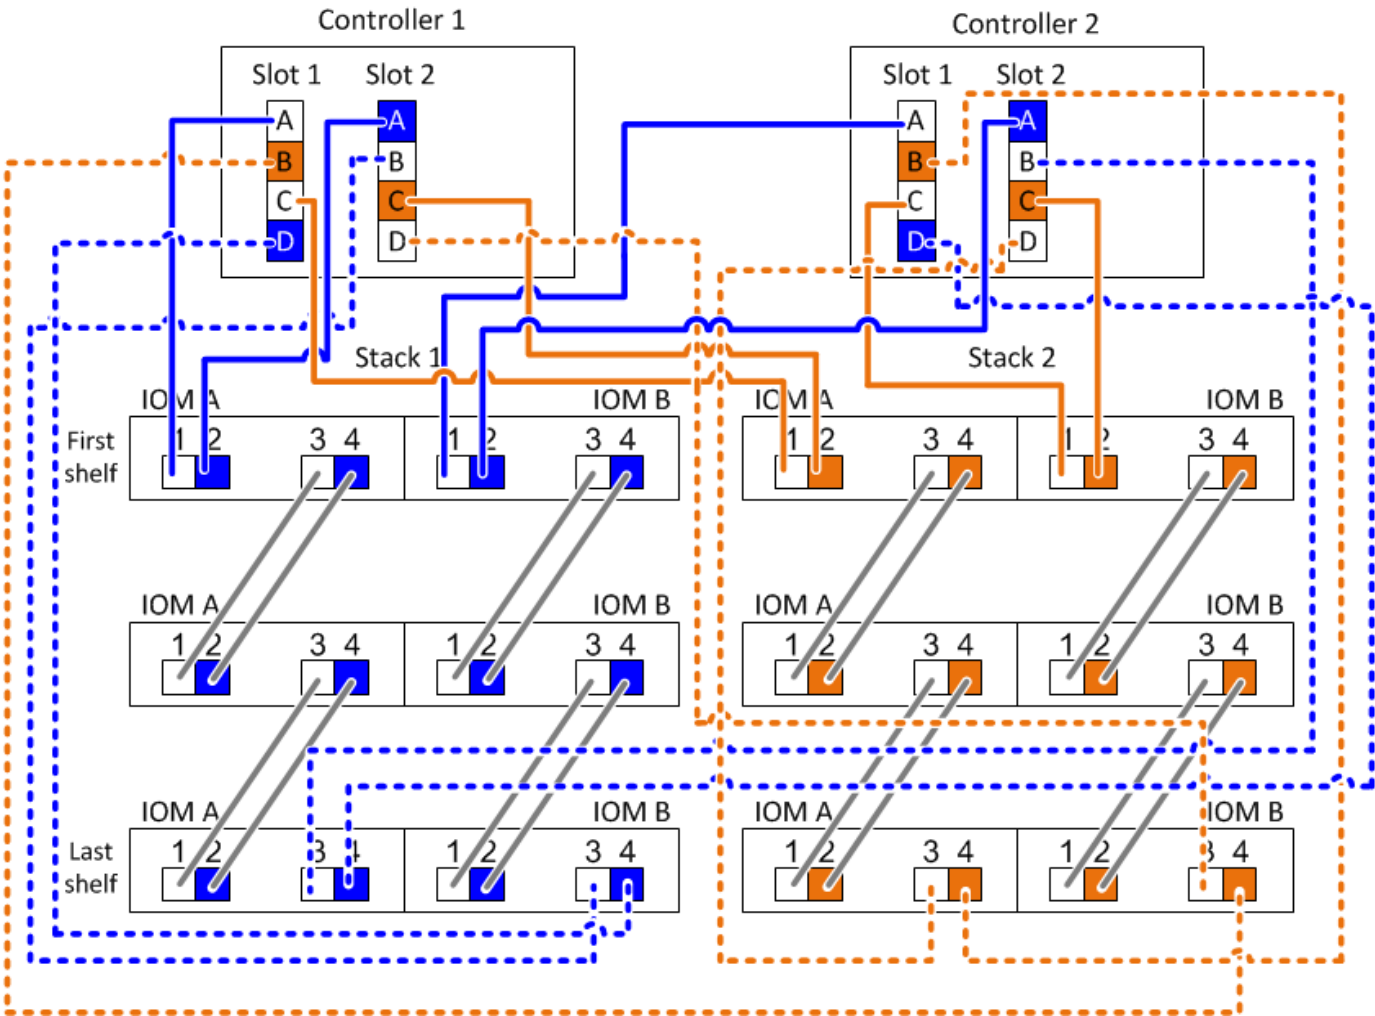 Controller 1
Controller 2
Slot 1 Slot 2
Slot 1 Slot 2
A A
B B
C C
D D
A A
B B
C C
D D
Stack 1
Stack 2
IOM A IOM B
IOM A IOM B
First
shelf
1 2 3 4 1 2 3 4
1 2 3 4 1 2 3 4
IOM A IOM B
IOM A IOM B
1 2 3 4 1 2 3 4
1 2 3 4 1 2 3 4
IOM A IOM B
IOM A IOM B
Last
shelf
1 2 3 4 1 2 3 4
1 2 3 4 1 2 3 4